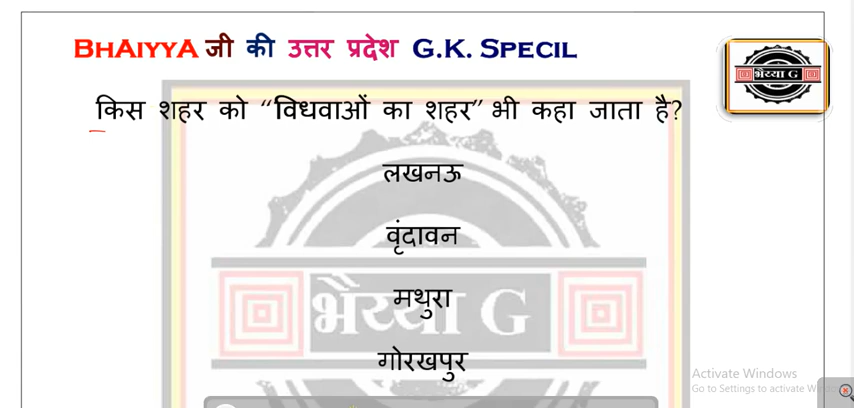 BHAIYYA जी की उत्तर प्रदेश G.K. SPECIL
भैय्या G
किस शहर को “विधवाओं का शहर” भी कहा जाता है?
लखनऊ
वृंदावन
मथुरा
भैय्या G
गोरखपुर
Activate Windows
Go to Settings to activate Windo